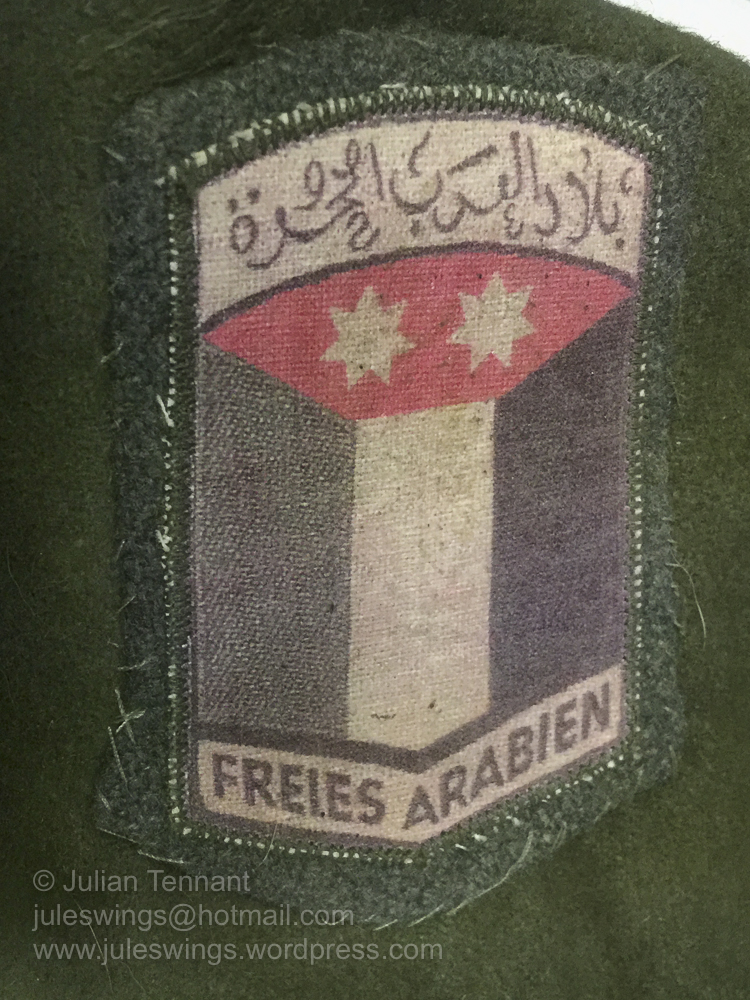 بلاد العرب الحرة
FREIES ARABIEN
© Julian Tennant
juleswings@hotmail.com
www.juleswings.wordpress.com